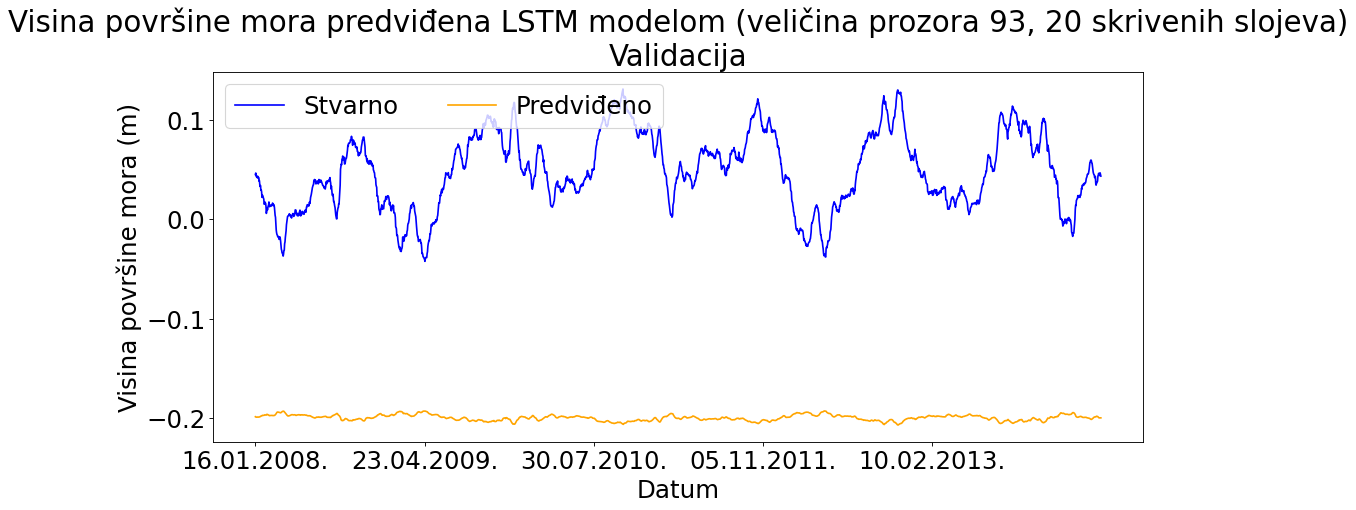 Visina površine mora predviđena LSTM modelom (veličina prozora 93, 20 skrivenih slojeva)
Validacija
Stvarno Predviđeno
Visina površine mora (m)
0.1
0.0
−0.1
−0.2
16.01.2008. 23.04.2009. 30.07.2010. 05.11.2011. 10.02.2013.
Datum